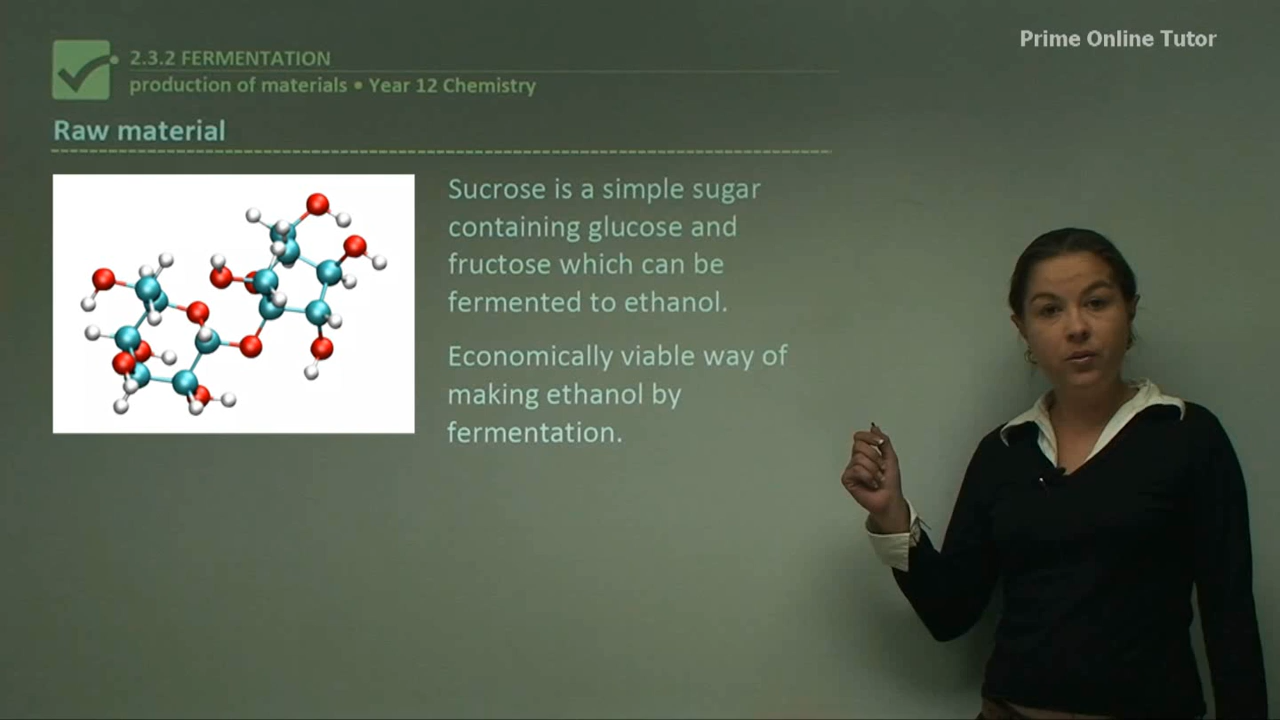 Prime Online Tutor
2.3.2 FERMENTATION
production of materials • Year 12 Chemistry
Raw material
Sucrose is a simple sugar
containing glucose and
fructose which can be
fermented to ethanol.
Economically viable way of
making ethanol by
fermentation.